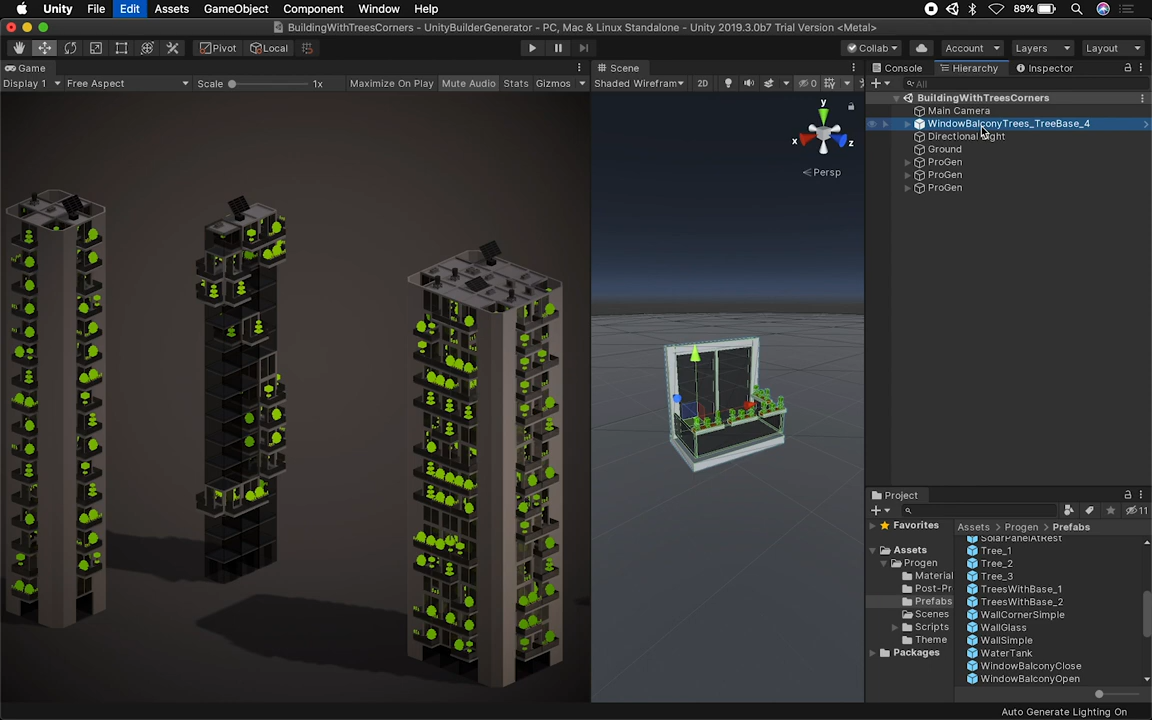 Unity File Edit Assets GameObject Component Window Help 89%
BuildingWithTreesCorners - UnityBuilderGenerator - PC, Mac & Linux Standalone - Unity 2019.3.0b7 Trial Version <Metal>
Pivot Local Collab Account Layers Layout
Game Scene Console Hierarchy Inspector
Display 1 Free Aspect Scale 1x Maximize On Play Mute Audio Stats Gizmos Shaded Wirefram 2D 0 All
BuildingWithTreesCorners
Main Camera
WindowBalconyTrees_TreeBase_4
Directional Light
Ground
ProGen
ProGen
ProGen
y
x z
Persp
Project
11
Favorites
Assets
Progen
Material
Post-Pr
Prefabs
Scenes
Scripts
Theme
Packages
Assets > Progen > Prefabs
SolarPanelAtRest
Tree_1
Tree_2
Tree_3
TreesWithBase_1
TreesWithBase_2
WallCornerSimple
WallGlass
WallSimple
WaterTank
WindowBalconyClose
WindowBalconyOpen
Auto Generate Lighting On